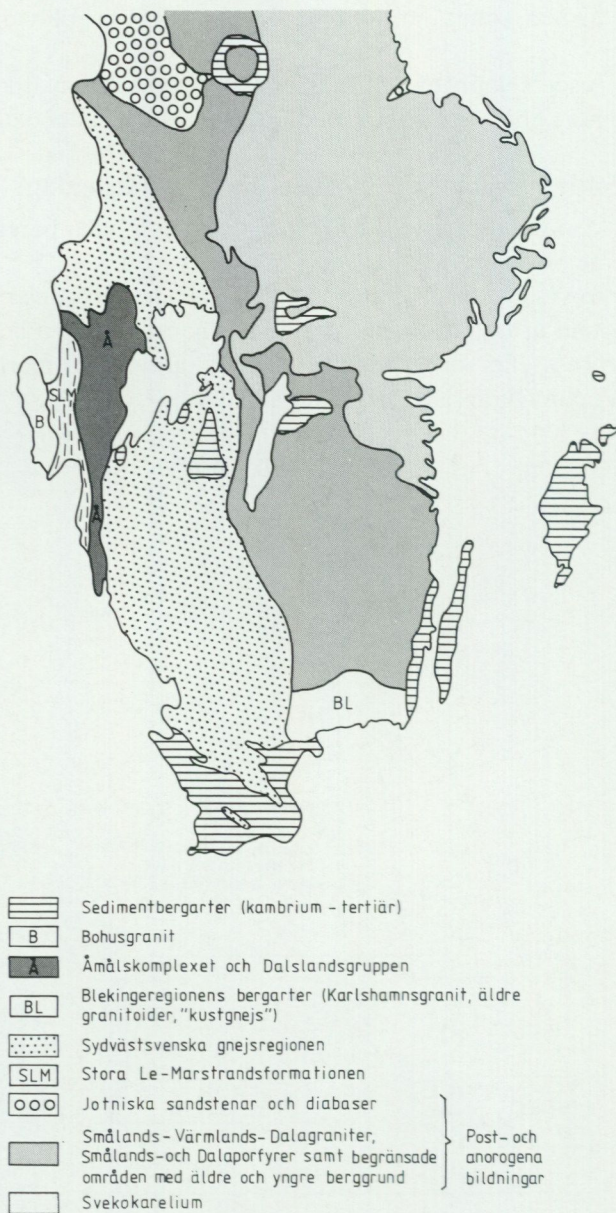 Å
SLM
B
Å
BL
Sedimentbergarter (kambrium - tertiär)
B Bohusgranit
Å Åmålskomplexet och Dalslandsgruppen
BL Blekingeregionens bergarter (Karlshamnsgranit, äldre
granitoider, "kustgnejs")
Sydvästsvenska gnejsregionen
SLM Stora Le-Marstrandsformationen
Jotniska sandstenar och diabaser
Smålands-Värmlands-Dalagraniter,
Smålands-och Dalaporfyrer samt begränsade
områden med äldre och yngre berggrund
Post- och
anorogena
bildningar
Svekokarelium